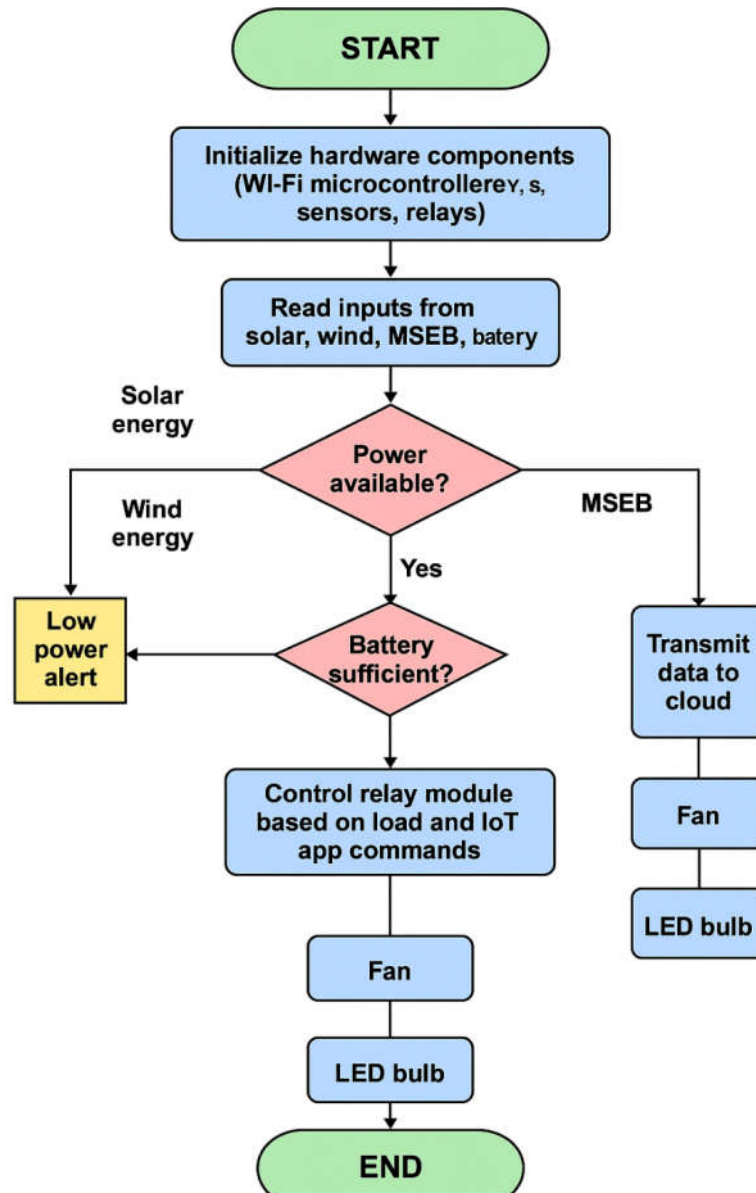 START
Initialize hardware components
(WI-Fi microcontrollereY, s,
sensors, relays)
Read inputs from
solar, wind, MSEB, batery
Solar
energy
Power
available?
Wind
energy
MSEB
Yes
Low
power
alert
Battery
sufficient?
Transmit
data to
cloud
Control relay module
based on load and IoT
app commands
Fan
LED bulb
Fan
LED bulb
END